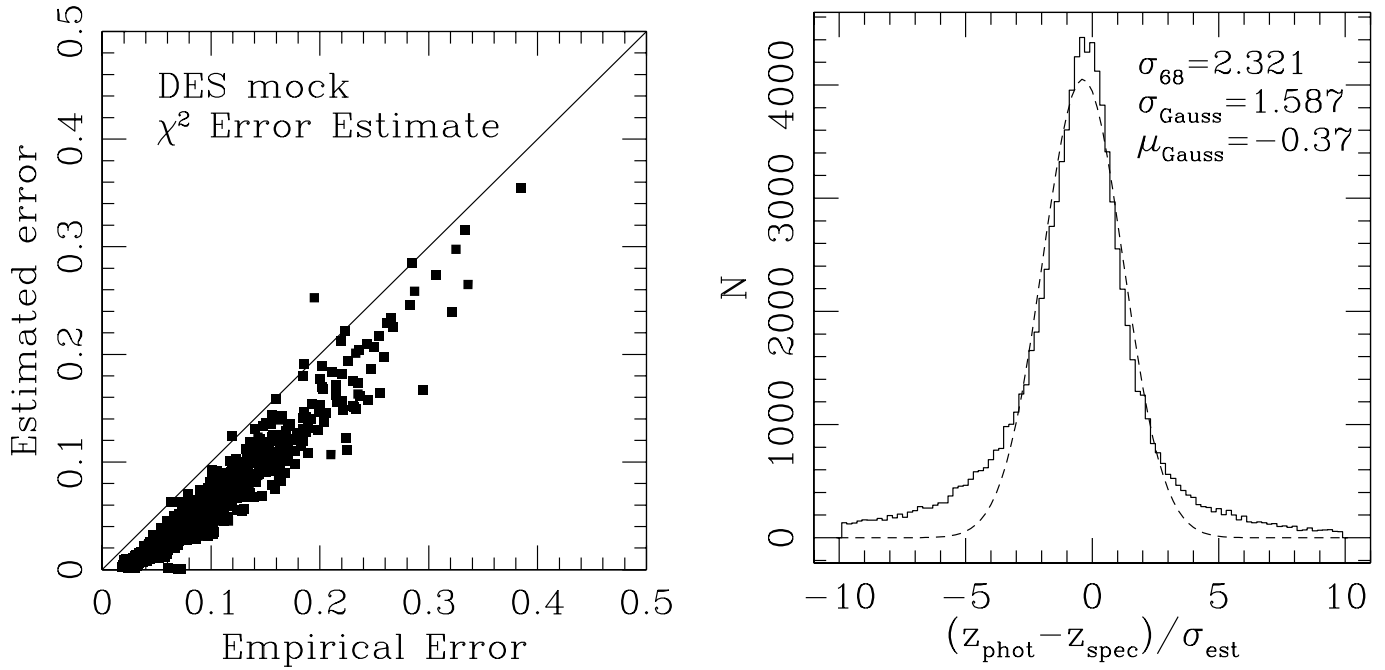 DES mock
χ² Error Estimate
Estimated error
0 0.1 0.2 0.3 0.4 0.5
0 0.1 0.2 0.3 0.4 0.5
Empirical Error
σ₆₈=2.321
σGauss=1.587
μGauss=−0.37
N
0 1000 2000 3000 4000
−10 −5 0 5 10
(zphot−zspec)/σest